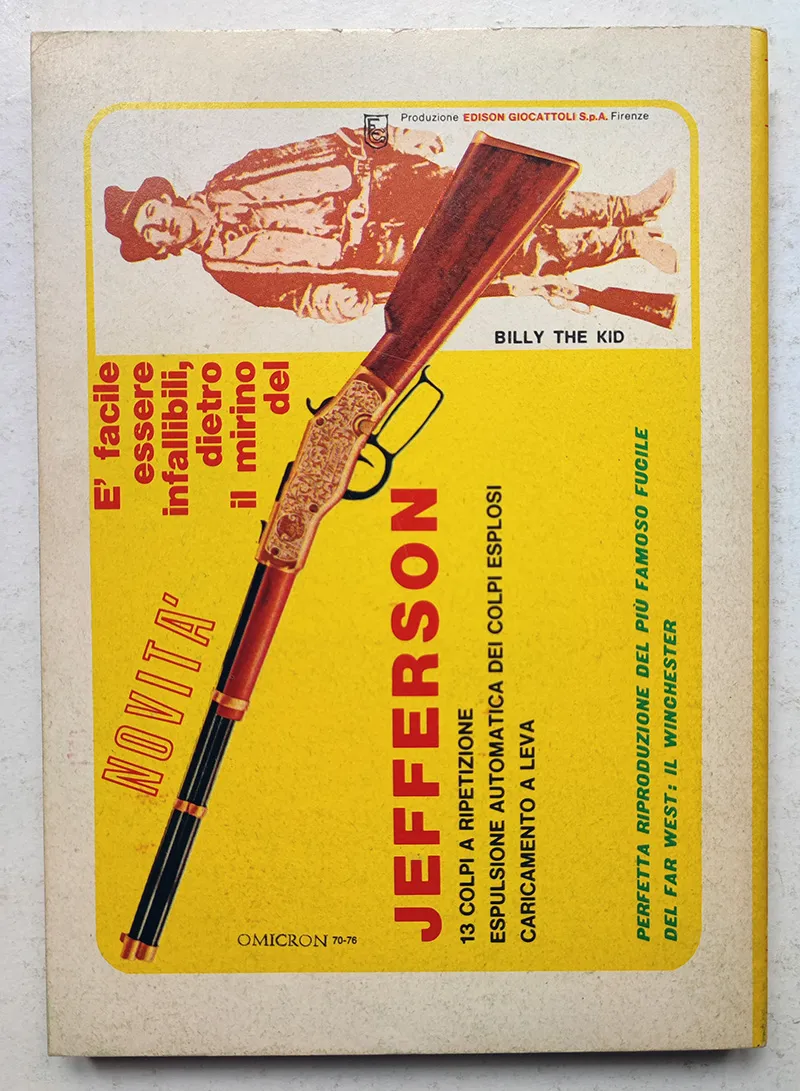 Produzione EDISON GIOCATTOLI S.p.A. Firenze
BILLY THE KID
E' facile
essere
infallibili,
dietro
il mirino
del
NOVITA'
JEFFERSON
13 COLPI A RIPETIZIONE
ESPULSIONE AUTOMATICA DEI COLPI ESPLOSI
CARICAMENTO A LEVA
PERFETTA RIPRODUZIONE DEL PIÙ FAMOSO FUCILE
DEL FAR WEST: IL WINCHESTER
OMICRON 70-76